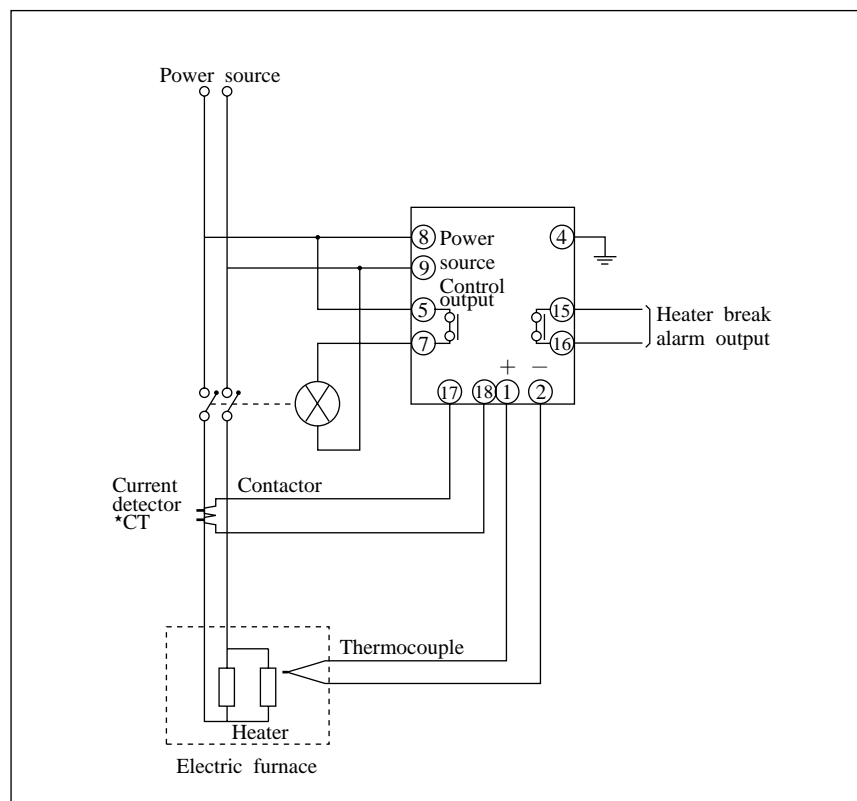 Power source
8 Power
4
9 source
Control
5 output
15
7
16
Heater break
alarm output
+ −
17
18
1
2
Current
detector
*CT
Contactor
Thermocouple
Heater
Electric furnace